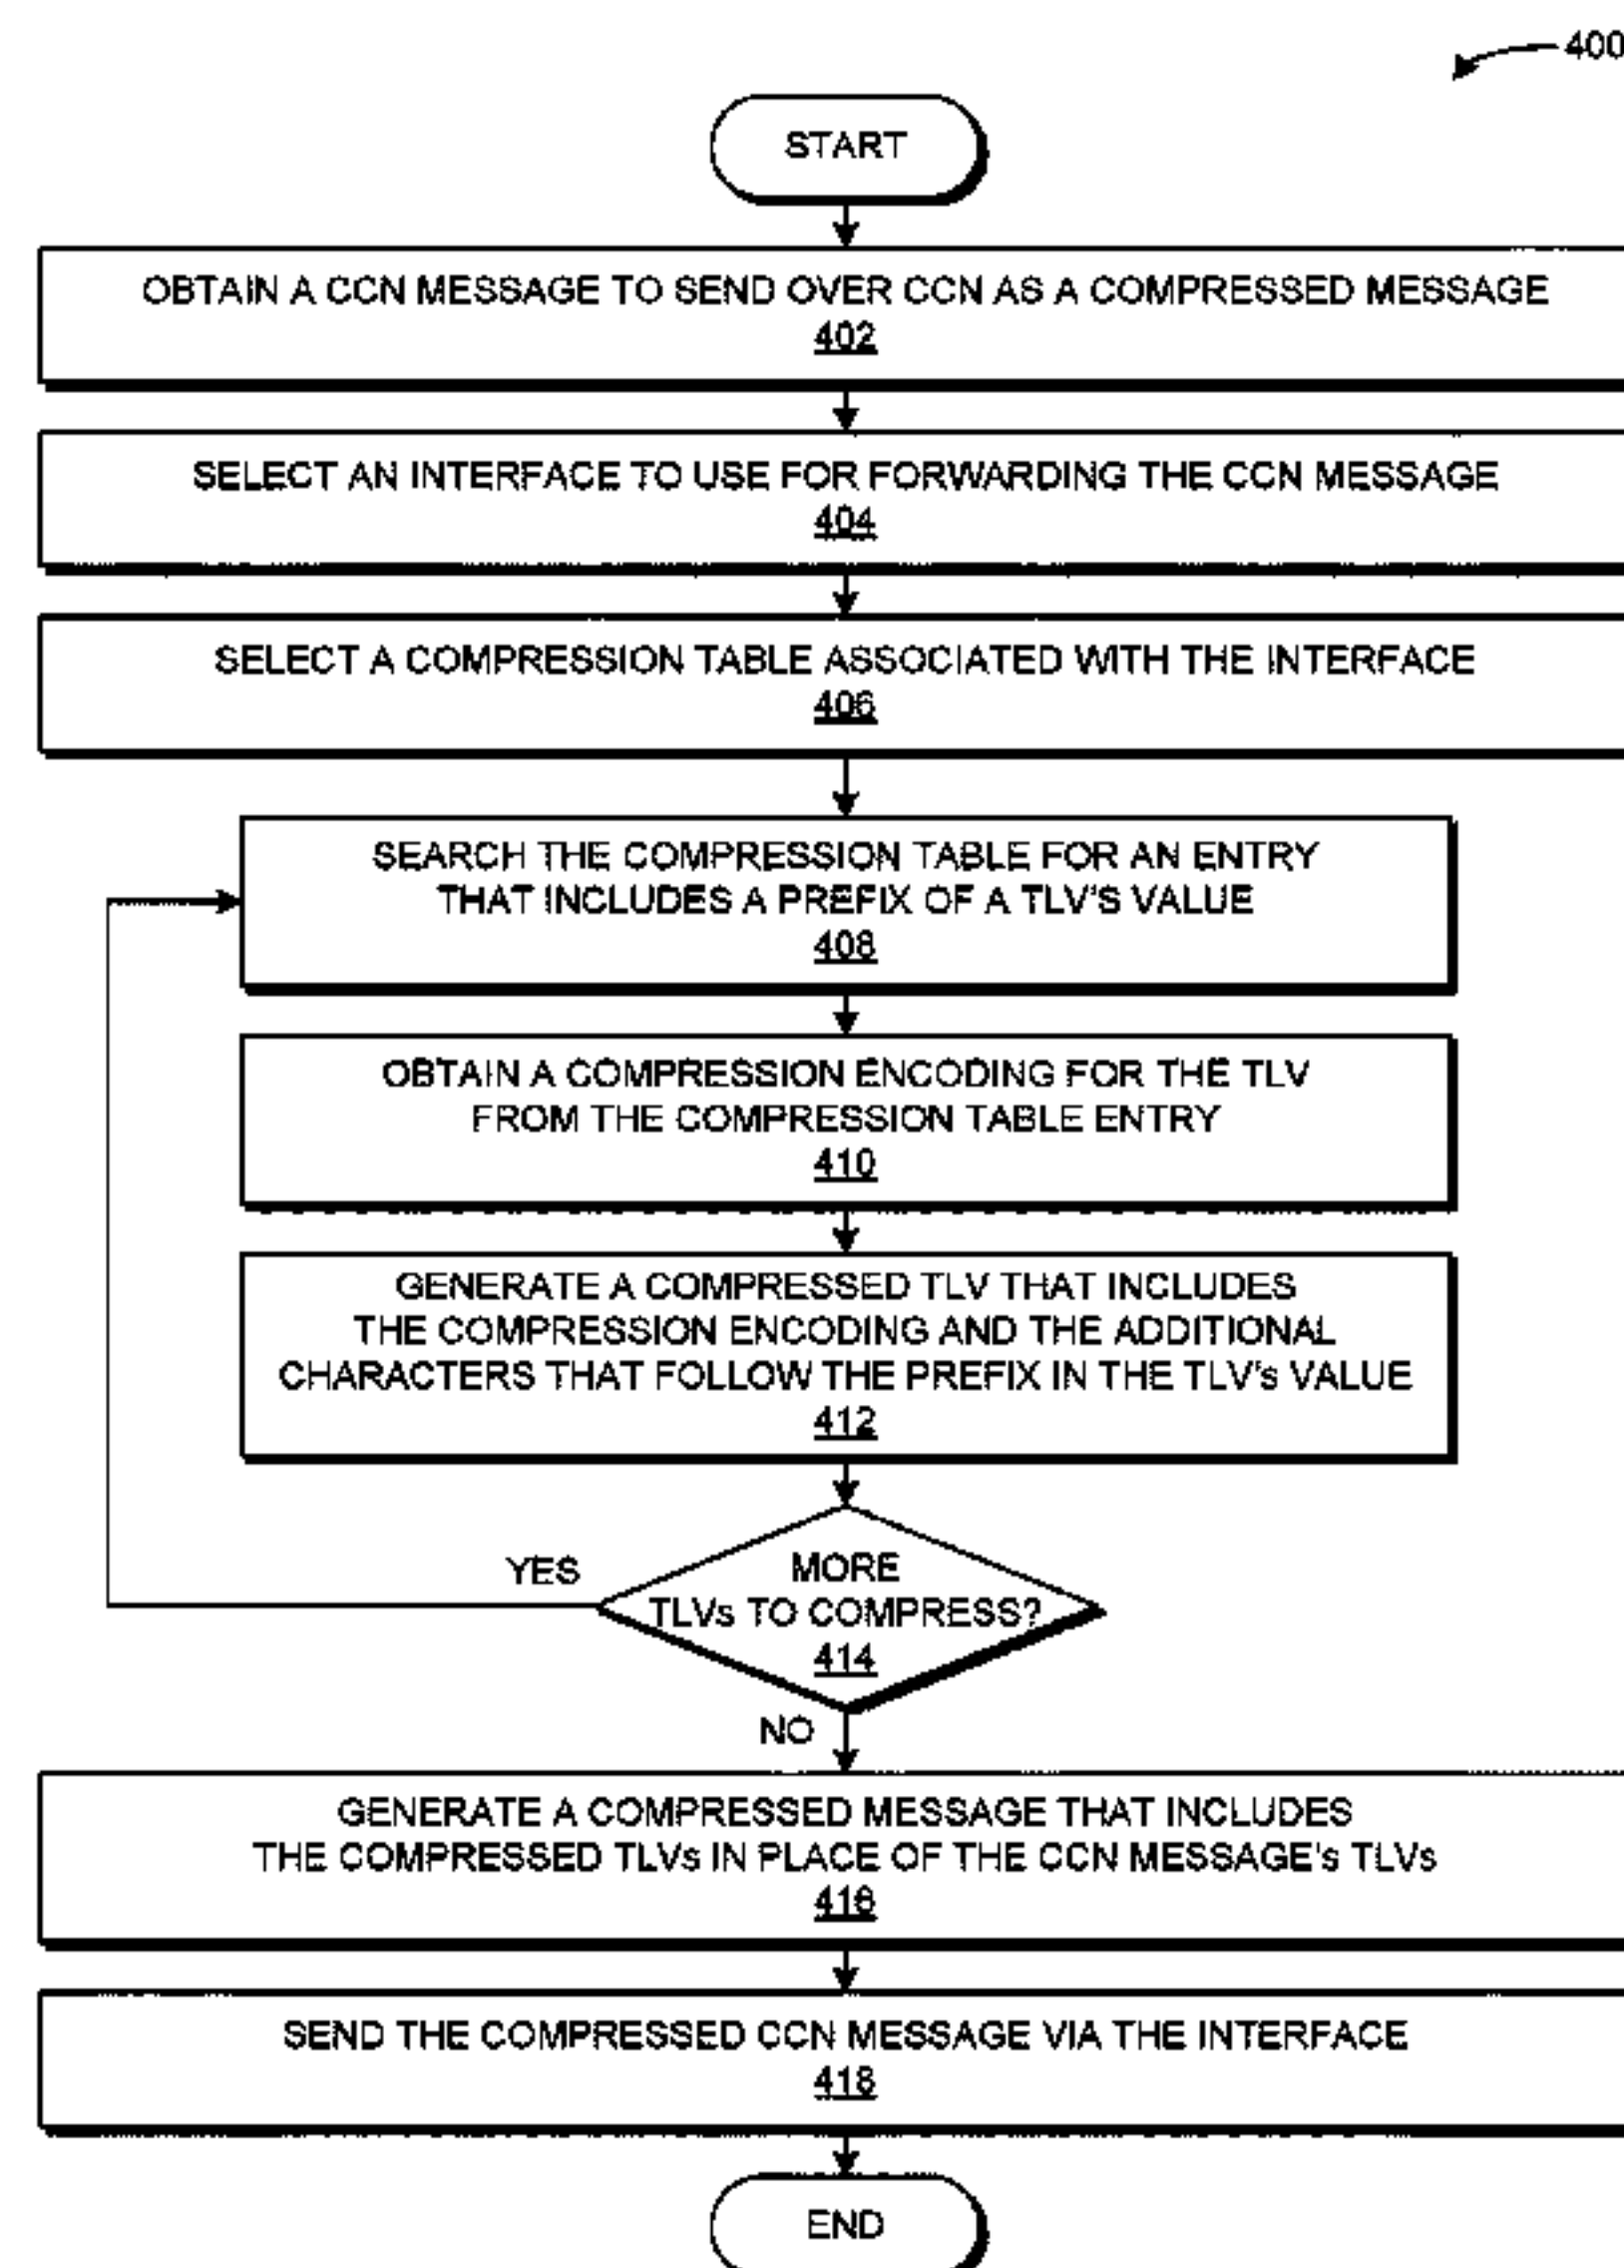 400
START
OBTAIN A CCN MESSAGE TO SEND OVER CCN AS A COMPRESSED MESSAGE
402
SELECT AN INTERFACE TO USE FOR FORWARDING THE CCN MESSAGE
404
SELECT A COMPRESSION TABLE ASSOCIATED WITH THE INTERFACE
406
SEARCH THE COMPRESSION TABLE FOR AN ENTRY
THAT INCLUDES A PREFIX OF A TLV'S VALUE
408
OBTAIN A COMPRESSION ENCODING FOR THE TLV
FROM THE COMPRESSION TABLE ENTRY
410
GENERATE A COMPRESSED TLV THAT INCLUDES
THE COMPRESSION ENCODING AND THE ADDITIONAL
CHARACTERS THAT FOLLOW THE PREFIX IN THE TLV's VALUE
412
YES
MORE
TLVs TO COMPRESS?
414
NO
GENERATE A COMPRESSED MESSAGE THAT INCLUDES
THE COMPRESSED TLVs IN PLACE OF THE CCN MESSAGE's TLVs
416
SEND THE COMPRESSED CCN MESSAGE VIA THE INTERFACE
418
END